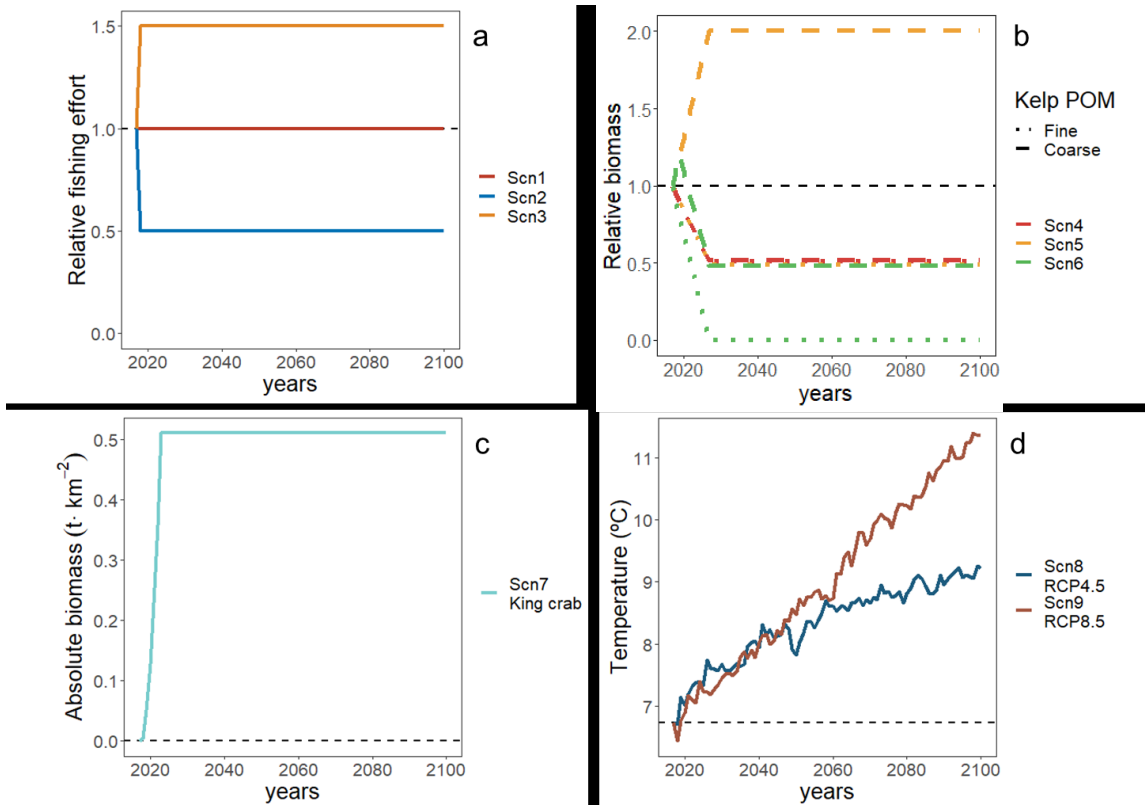 a
1.5
1.0
0.5
0.0
Relative fishing effort
2020 2040 2060 2080 2100
years
Scn1
Scn2
Scn3
b
2.0
1.5
1.0
0.5
0.0
Relative biomass
2020 2040 2060 2080 2100
years
Kelp POM
Fine
Coarse
Scn4
Scn5
Scn6
c
0.5
0.4
0.3
0.2
0.1
0.0
Absolute biomass (t· km⁻²)
2020 2040 2060 2080 2100
years
Scn7
King crab
d
11
10
9
8
7
Temperature (ºC)
2020 2040 2060 2080 2100
years
Scn8
RCP4.5
Scn9
RCP8.5